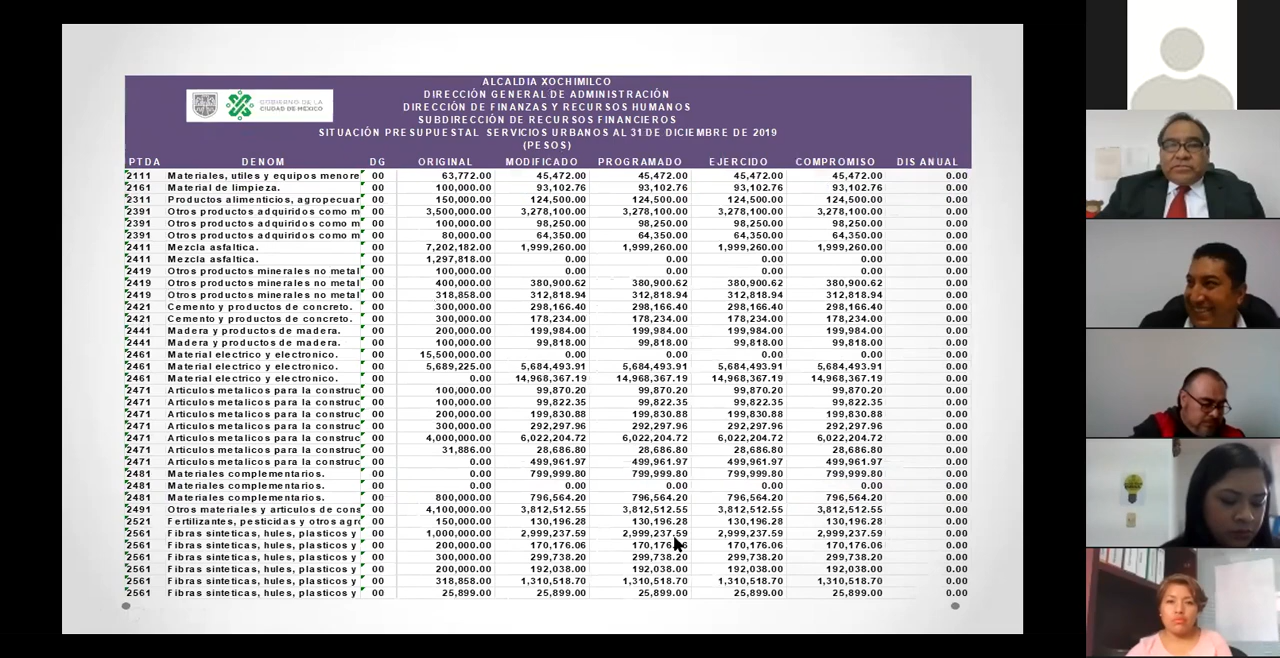 ALCALDIA XOCHIMILCO
DIRECCIÓN GENERAL DE ADMINISTRACIÓN
DIRECCIÓN DE FINANZAS Y RECURSOS HUMANOS
SUBDIRECCIÓN DE RECURSOS FINANCIEROS
SITUACIÓN PRESUPUESTAL SERVICIOS URBANOS AL 31 DE DICIEMBRE DE 2019
(PESOS)
GOBIERNO DE LA
CIUDAD DE MÉXICO
PTDA DENOM DG ORIGINAL MODIFICADO PROGRAMADO EJERCIDO COMPROMISO DIS ANUAL
2111 Materiales, utiles y equipos menore 00 63,772.00 45,472.00 45,472.00 45,472.00 45,472.00 0.00
2161 Material de limpieza. 00 100,000.00 93,102.76 93,102.76 93,102.76 93,102.76 0.00
2311 Productos alimenticios, agropecuar 00 150,000.00 124,500.00 124,500.00 124,500.00 124,500.00 0.00
2391 Otros productos adquiridos como m 00 3,500,000.00 3,278,100.00 3,278,100.00 3,278,100.00 3,278,100.00 0.00
2391 Otros productos adquiridos como m 00 100,000.00 98,250.00 98,250.00 98,250.00 98,250.00 0.00
2391 Otros productos adquiridos como m 00 80,000.00 64,350.00 64,350.00 64,350.00 64,350.00 0.00
2411 Mezcla asfaltica. 00 7,202,182.00 1,999,260.00 1,999,260.00 1,999,260.00 1,999,260.00 0.00
2411 Mezcla asfaltica. 00 1,297,818.00 0.00 0.00 0.00 0.00 0.00
2419 Otros productos minerales no metal 00 100,000.00 0.00 0.00 0.00 0.00 0.00
2419 Otros productos minerales no metal 00 400,000.00 380,900.62 380,900.62 380,900.62 380,900.62 0.00
2419 Otros productos minerales no metal 00 318,858.00 312,818.94 312,818.94 312,818.94 312,818.94 0.00
2421 Cemento y productos de concreto. 00 300,000.00 298,166.40 298,166.40 298,166.40 298,166.40 0.00
2421 Cemento y productos de concreto. 00 300,000.00 178,234.00 178,234.00 178,234.00 178,234.00 0.00
2441 Madera y productos de madera. 00 200,000.00 199,984.00 199,984.00 199,984.00 199,984.00 0.00
2441 Madera y productos de madera. 00 100,000.00 99,818.00 99,818.00 99,818.00 99,818.00 0.00
2461 Material electrico y electronico. 00 15,500,000.00 0.00 0.00 0.00 0.00 0.00
2461 Material electrico y electronico. 00 5,689,225.00 5,684,493.91 5,684,493.91 5,684,493.91 5,684,493.91 0.00
2461 Material electrico y electronico. 00 0.00 14,968,367.19 14,968,367.19 14,968,367.19 14,968,367.19 0.00
2471 Articulos metalicos para la construc 00 100,000.00 99,870.20 99,870.20 99,870.20 99,870.20 0.00
2471 Articulos metalicos para la construc 00 100,000.00 99,822.35 99,822.35 99,822.35 99,822.35 0.00
2471 Articulos metalicos para la construc 00 200,000.00 199,830.88 199,830.88 199,830.88 199,830.88 0.00
2471 Articulos metalicos para la construc 00 300,000.00 292,297.96 292,297.96 292,297.96 292,297.96 0.00
2471 Articulos metalicos para la construc 00 4,000,000.00 6,022,204.72 6,022,204.72 6,022,204.72 6,022,204.72 0.00
2471 Articulos metalicos para la construc 00 31,886.00 28,686.80 28,686.80 28,686.80 28,686.80 0.00
2471 Articulos metalicos para la construc 00 0.00 499,961.97 499,961.97 499,961.97 499,961.97 0.00
2481 Materiales complementarios. 00 0.00 799,999.80 799,999.80 799,999.80 799,999.80 0.00
2481 Materiales complementarios. 00 0.00 0.00 0.00 0.00 0.00 0.00
2481 Materiales complementarios. 00 800,000.00 796,564.20 796,564.20 796,564.20 796,564.20 0.00
2491 Otros materiales y articulos de cons 00 4,100,000.00 3,812,512.55 3,812,512.55 3,812,512.55 3,812,512.55 0.00
2521 Fertilizantes, pesticidas y otros agr 00 150,000.00 130,196.28 130,196.28 130,196.28 130,196.28 0.00
2561 Fibras sinteticas, hules, plasticos y 00 1,000,000.00 2,999,237.59 2,999,237.59 2,999,237.59 2,999,237.59 0.00
2561 Fibras sinteticas, hules, plasticos y 00 200,000.00 170,176.06 170,176 170,176.06 170,176.06 0.00
2561 Fibras sinteticas, hules, plasticos y 00 300,000.00 299,738.20 299,738.20 299,738.20 299,738.20 0.00
2561 Fibras sinteticas, hules, plasticos y 00 200,000.00 192,038.00 192,038.00 192,038.00 192,038.00 0.00
2561 Fibras sinteticas, hules, plasticos y 00 318,858.00 1,310,518.70 1,310,518.70 1,310,518.70 1,310,518.70 0.00
2561 Fibras sinteticas, hules, plasticos y 00 25,899.00 25,899.00 25,899.00 25,899.00 25,899.00 0.00